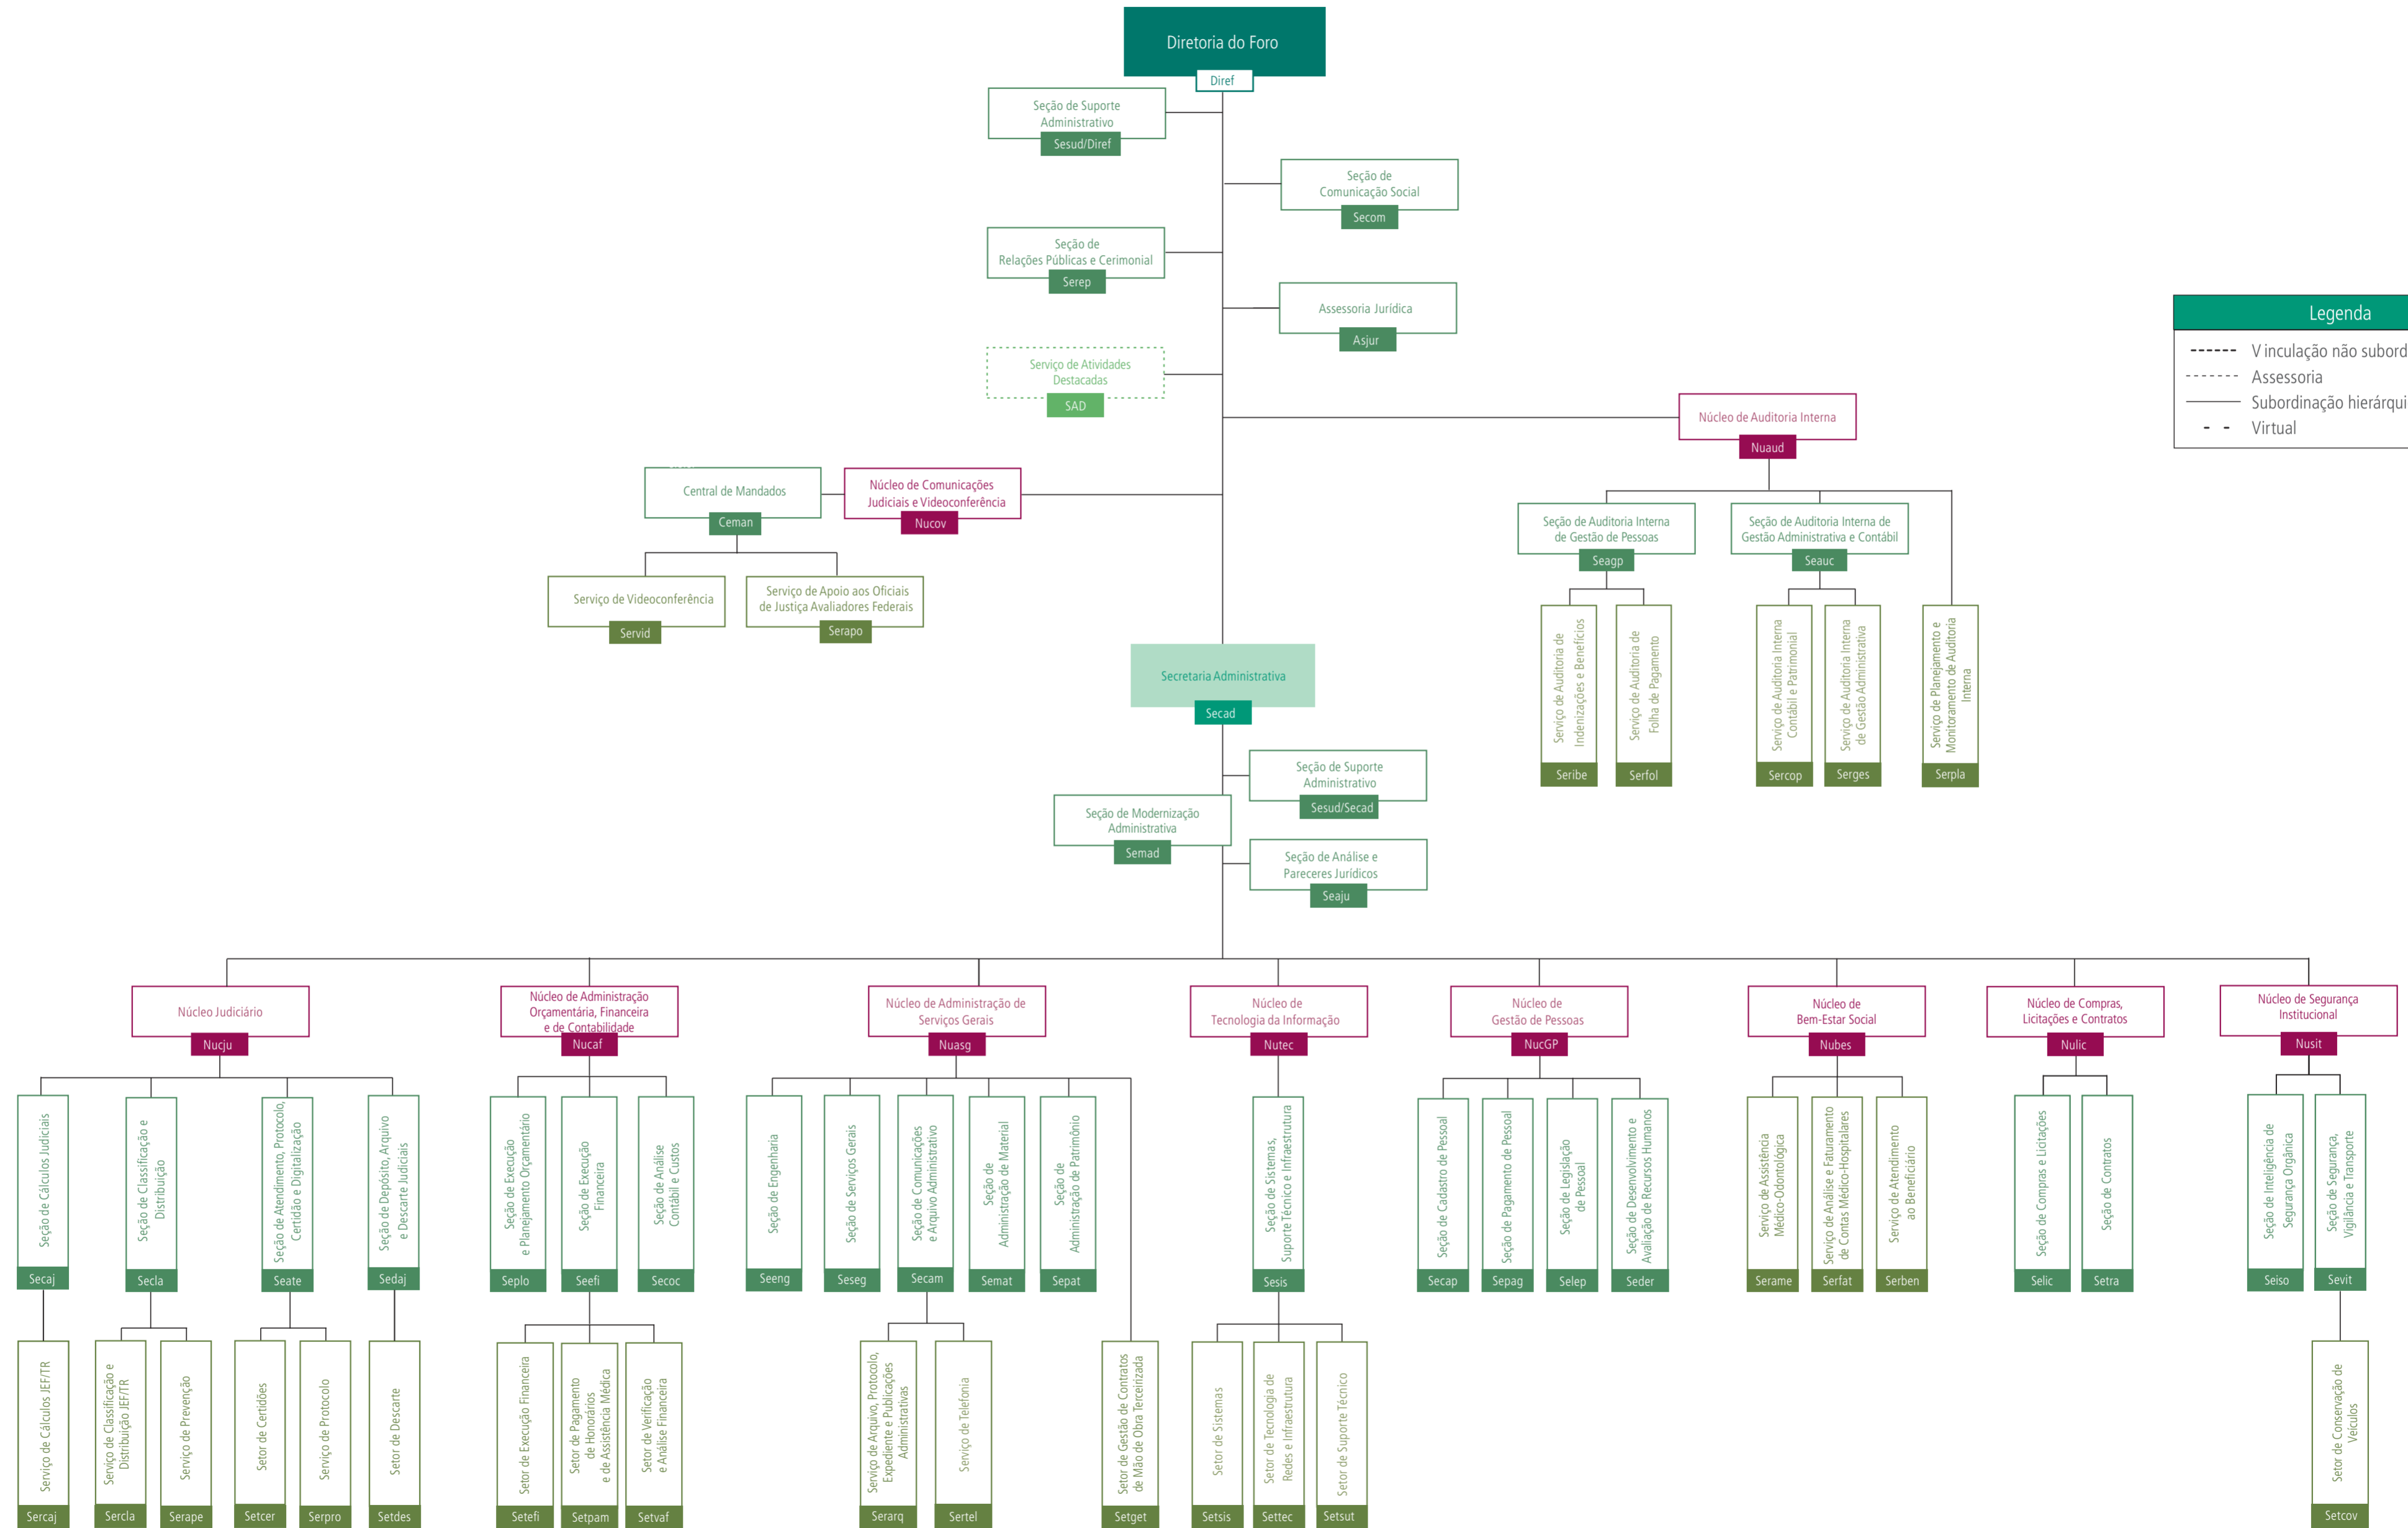 Diretoria do Foro
Diref
Seção de Suporte
Administrativo
Sesud/Diref
Seção de
Comunicação Social
Secom
Seção de
Relações Públicas e Cerimonial
Serep
Assessoria Jurídica
Asjur
Serviço de Atividades
Destacadas
SAD
Legenda
Vinculação não subord
Assessoria
Subordinação hierárqui
Virtual
Núcleo de Auditoria Interna
Nuaud
Central de Mandados
Ceman
Núcleo de Comunicações
Judiciais e Videoconferência
Nucov
Serviço de Videoconferência
Servid
Serviço de Apoio aos Oficiais
de Justiça Avaliadores Federais
Serapo
Seção de Auditoria Interna
de Gestão de Pessoas
Seagp
Seção de Auditoria Interna de
Gestão Administrativa e Contábil
Seauc
Serviço de Auditoria de
Indenizações e Benefícios
Seribe
Serviço de Auditoria de
Folha de Pagamento
Serfol
Serviço de Auditoria Interna
Contábil e Patrimonial
Sercop
Serviço de Auditoria Interna
de Gestão Administrativa
Serges
Serviço de Planejamento e
Monitoramento de Auditoria
Interna
Serpla
Secretaria Administrativa
Secad
Seção de Suporte
Administrativo
Sesud/Secad
Seção de Modernização
Administrativa
Semad
Seção de Análise e
Pareceres Jurídicos
Seaju
Núcleo Judiciário
Nucju
Núcleo de Administração
Orçamentária, Financeira
e de Contabilidade
Nucaf
Núcleo de Administração de
Serviços Gerais
Nuasg
Núcleo de
Tecnologia da Informação
Nutec
Núcleo de
Gestão de Pessoas
NucGP
Núcleo de
Bem-Estar Social
Nubes
Núcleo de Compras,
Licitações e Contratos
Nulic
Núcleo de Segurança
Institucional
Nusit
Seção de Cálculos Judiciais
Secaj
Seção de Classificação e
Distribuição
Secla
Seção de Atendimento, Protocolo,
Certidão e Digitalização
Seate
Seção de Depósito, Arquivo
e Descarte Judiciais
Sedaj
Seção de Execução
e Planejamento Orçamentário
Seplo
Seção de Execução
Financeira
Seefi
Seção de Análise
Contábil e Custos
Secoc
Seção de Engenharia
Seeng
Seção de Serviços Gerais
Seseg
Seção de Comunicações
e Arquivo Administrativo
Secam
Seção de
Administração de Material
Semat
Seção de
Administração de Patrimônio
Sepat
Seção de Sistemas,
Suporte Técnico e Infraestrutura
Sesis
Seção de Cadastro de Pessoal
Secap
Seção de Pagamento de Pessoal
Sepag
Seção de Legislação
de Pessoal
Selep
Seção de Desenvolvimento e
Avaliação de Recursos Humanos
Seder
Serviço de Assistência
Médico-Odontológica
Serame
Serviço de Análise e Faturamento
de Contas Médico-Hospitalares
Serfat
Serviço de Atendimento
ao Beneficiário
Serben
Seção de Compras e Licitações
Selic
Seção de Contratos
Setra
Seção de Inteligência de
Segurança Orgânica
Seiso
Seção de Segurança,
Vigilância e Transporte
Sevit
Serviço de Cálculos JEF/TR
Sercaj
Serviço de Classificação e
Distribuição JEF/TR
Sercla
Serviço de Prevenção
Serape
Setor de Certidões
Setcer
Serviço de Protocolo
Serpro
Setor de Descarte
Setdes
Setor de Execução Financeira
Setefi
Setor de Pagamento
de Honorários
e de Assistência Médica
Setpam
Setor de Verificação
e Análise Financeira
Setvaf
Serviço de Arquivo, Protocolo,
Expediente e Publicações
Administrativas
Serarq
Serviço de Telefonia
Sertel
Setor de Gestão de Contratos
de Mão de Obra Terceirizada
Setget
Setor de Sistemas
Setsis
Setor de Tecnologia de
Redes e Infraestrutura
Settec
Setor de Suporte Técnico
Setsut
Setor de Conservação de
Veículos
Setcov